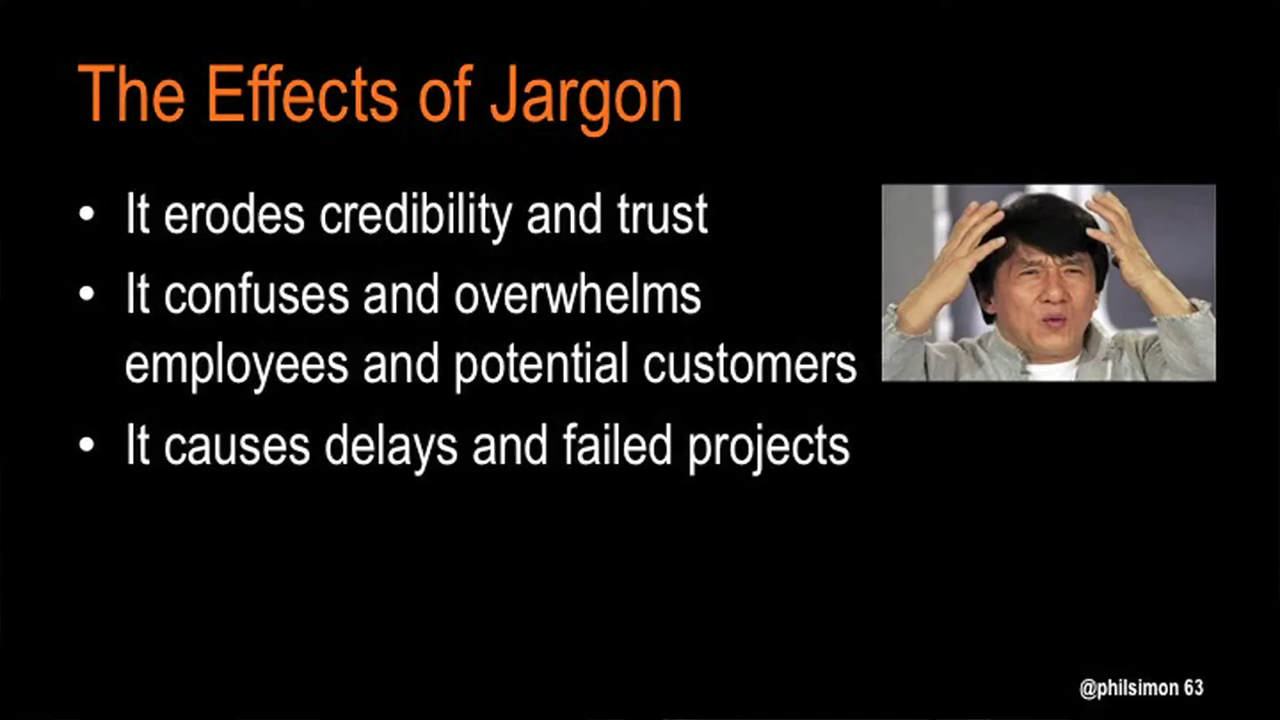 The Effects of Jargon
• It erodes credibility and trust
• It confuses and overwhelms
employees and potential customers
• It causes delays and failed projects
@philsimon 63